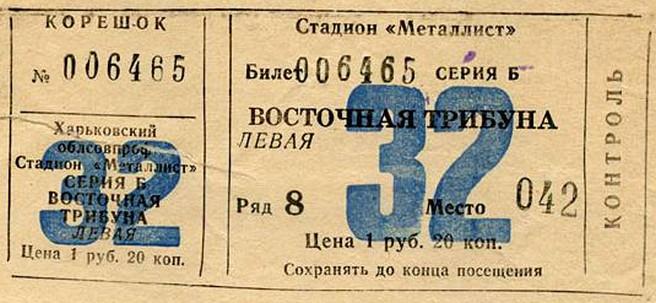 КОРЕШОК
№ 006465
Харьковский
облсовпроф.
Стадион «Металлист»
СЕРИЯ Б
ВОСТОЧНАЯ
ТРИБУНА
ЛЕВАЯ
32
Цена 1 руб. 20 коп.
Стадион «Металлист»
Билет 006465 СЕРИЯ Б
ВОСТОЧНАЯ ТРИБУНА
ЛЕВАЯ
32
Ряд 8 Место 042
Цена 1 руб. 20 коп.
Сохранять до конца посещения
КОНТРОЛЬ